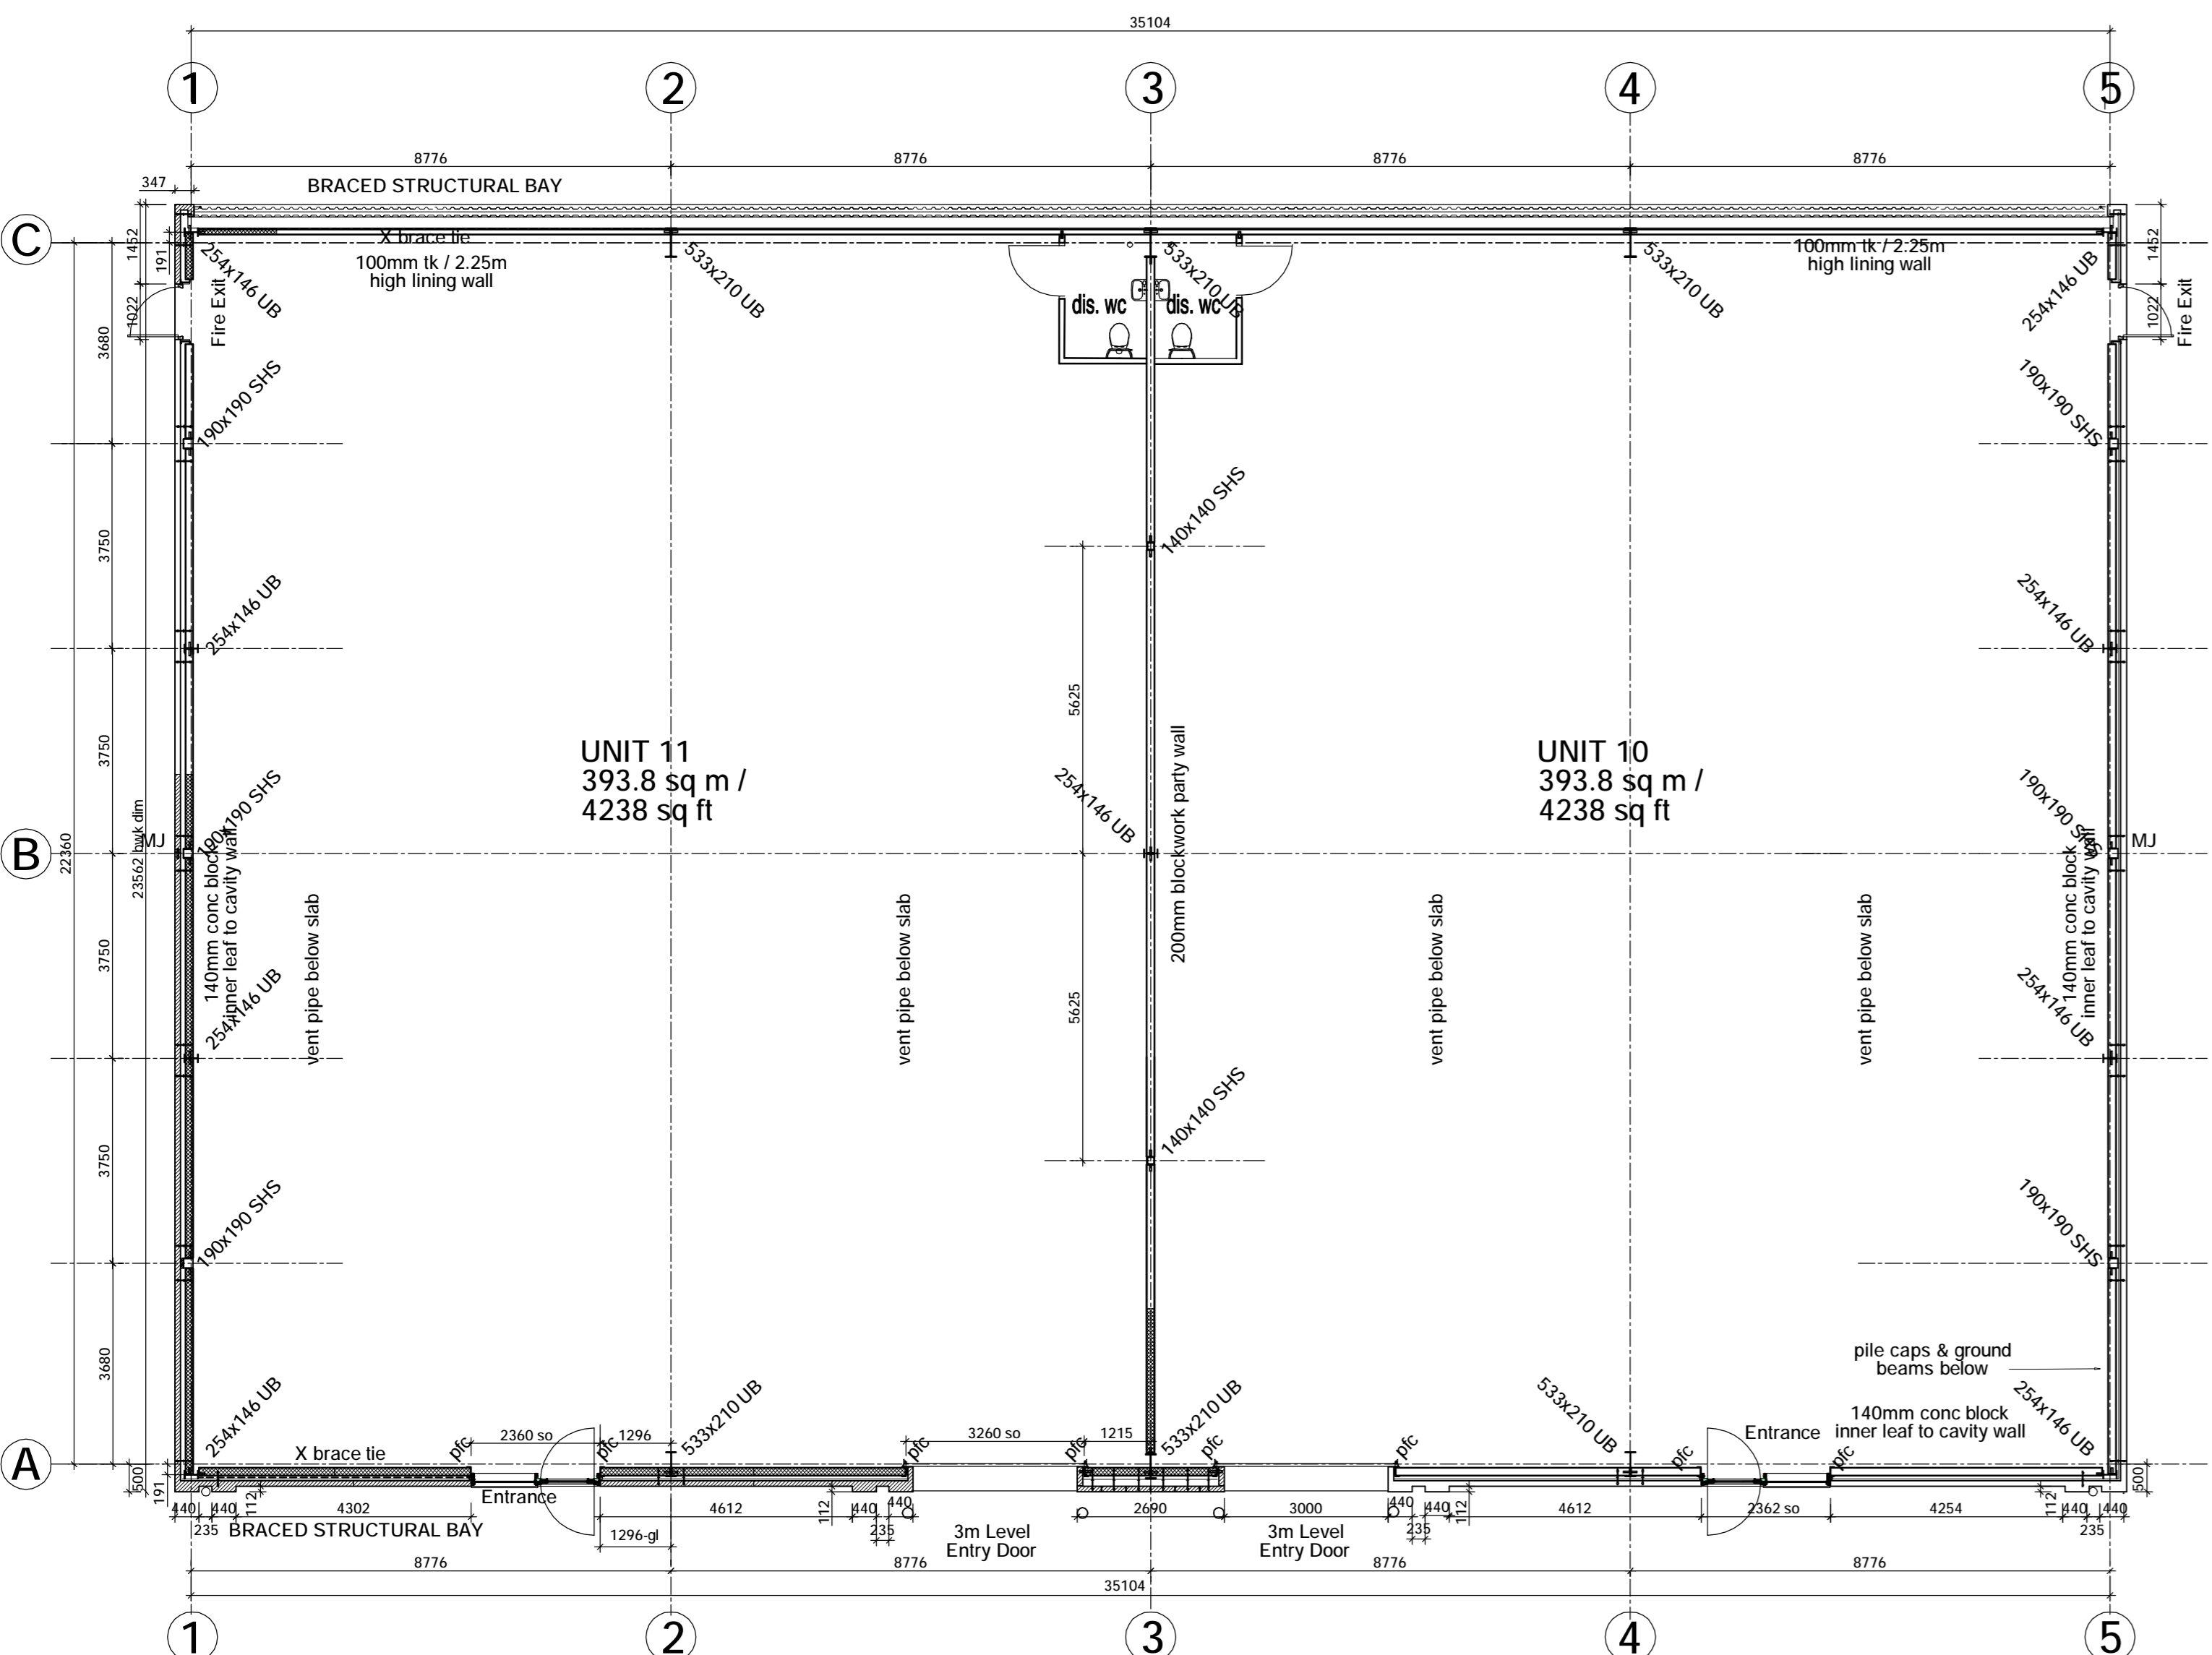 35104
1
2
3
4
5
8776
8776
8776
8776
347
BRACED STRUCTURAL BAY
C
1452
191
X brace tie
100mm tk / 2.25m
high lining wall
100mm tk / 2.25m
high lining wall
1452
254x146 UB
533x210 UB
533x210 UB
533x210 UB
254x146 UB
1022
Fire Exit
dis. wc
dis. wc
1022
Fire Exit
3680
190x190 SHS
190x190 SHS
140x140 SHS
3750
254x146 UB
254x146 UB
5625
3750
UNIT 11
393.8 sq m /
4238 sq ft
UNIT 10
393.8 sq m /
4238 sq ft
200mm blockwork party wall
254x146 UB
190x190 SHS
190x190 SHS
B
MJ
MJ
22360
23562 bwk dim
140mm conc block
inner leaf to cavity wall
140mm conc block
inner leaf to cavity wall
vent pipe below slab
vent pipe below slab
vent pipe below slab
vent pipe below slab
3750
254x146 UB
254x146 UB
5625
140x140 SHS
3750
190x190 SHS
190x190 SHS
3680
pile caps & ground
beams below
254x146 UB
533x210 UB
533x210 UB
533x210 UB
254x146 UB
140mm conc block
inner leaf to cavity wall
A
X brace tie
pfc
2360 so
pfc
1296
pfc
3260 so
pfc
1215
pfc
pfc
pfc
Entrance
pfc
500
191
Entrance
500
440
235
440
112
4302
4612
112
440
235
440
2690
3000
440
235
440
112
4612
2362 so
4254
112
440
235
440
BRACED STRUCTURAL BAY
1296-gl
3m Level
Entry Door
3m Level
Entry Door
8776
8776
8776
8776
35104
1
2
3
4
5